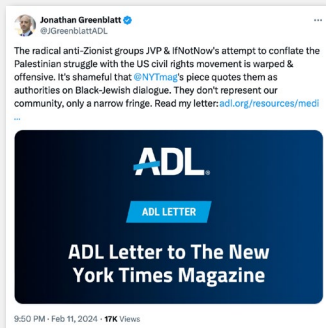 Jonathan Greenblatt
@JGreenblattADL
The radical anti-Zionist groups JVP & IfNotNow's attempt to conflate the
Palestinian struggle with the US civil rights movement is warped &
offensive. It's shameful that @NYTmag's piece quotes them as
authorities on Black-Jewish dialogue. They don't represent our
community, only a narrow fringe. Read my letter:adl.org/resources/medi
...
ADL
ADL LETTER
ADL Letter to The New
York Times Magazine
9:50 PM · Feb 11, 2024 · 17K Views